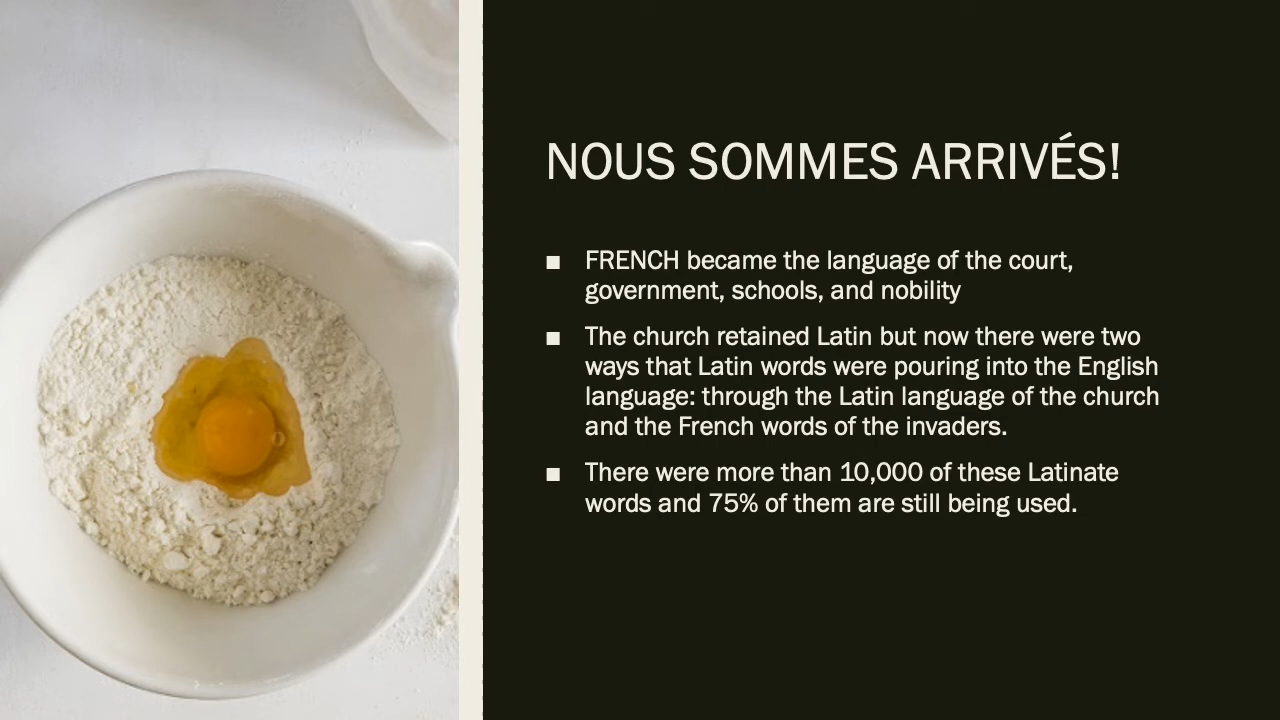 NOUS SOMMES ARRIVÉS!
■ FRENCH became the language of the court,
government, schools, and nobility
■ The church retained Latin but now there were two
ways that Latin words were pouring into the English
language: through the Latin language of the church
and the French words of the invaders.
■ There were more than 10,000 of these Latinate
words and 75% of them are still being used.